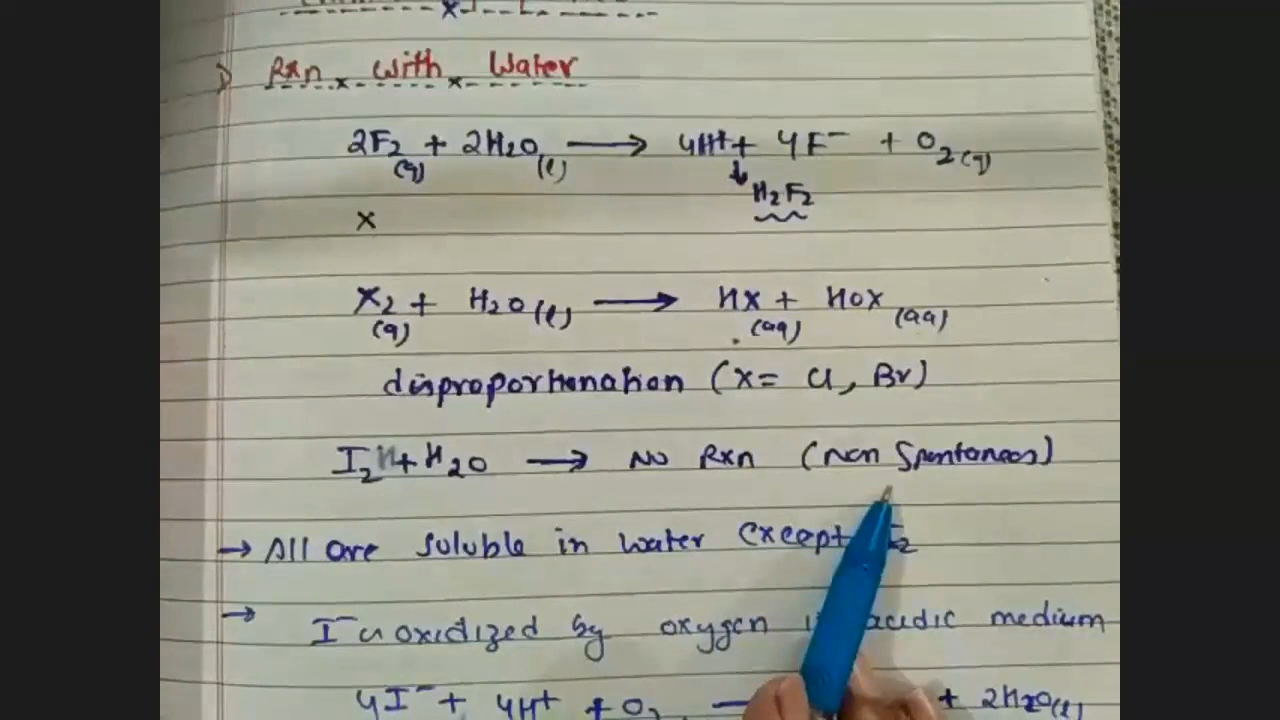 1) Rxn with Water
2F2(g) + 2H2O(l) ⟶ 4H+ + 4F− + O2(g)
↓ H2F2
X
X2(g) + H2O(l) ⟶ HX(aq) + HOX(aq)
disproportionation (X = Cl, Br)
I2 + H2O ⟶ NO Rxn (non Spontaneous)
→ All are soluble in water except
→ I is oxidized by oxygen in acidic medium
4I− + 4H+ + O2 ⟶ + 2H2O(l)